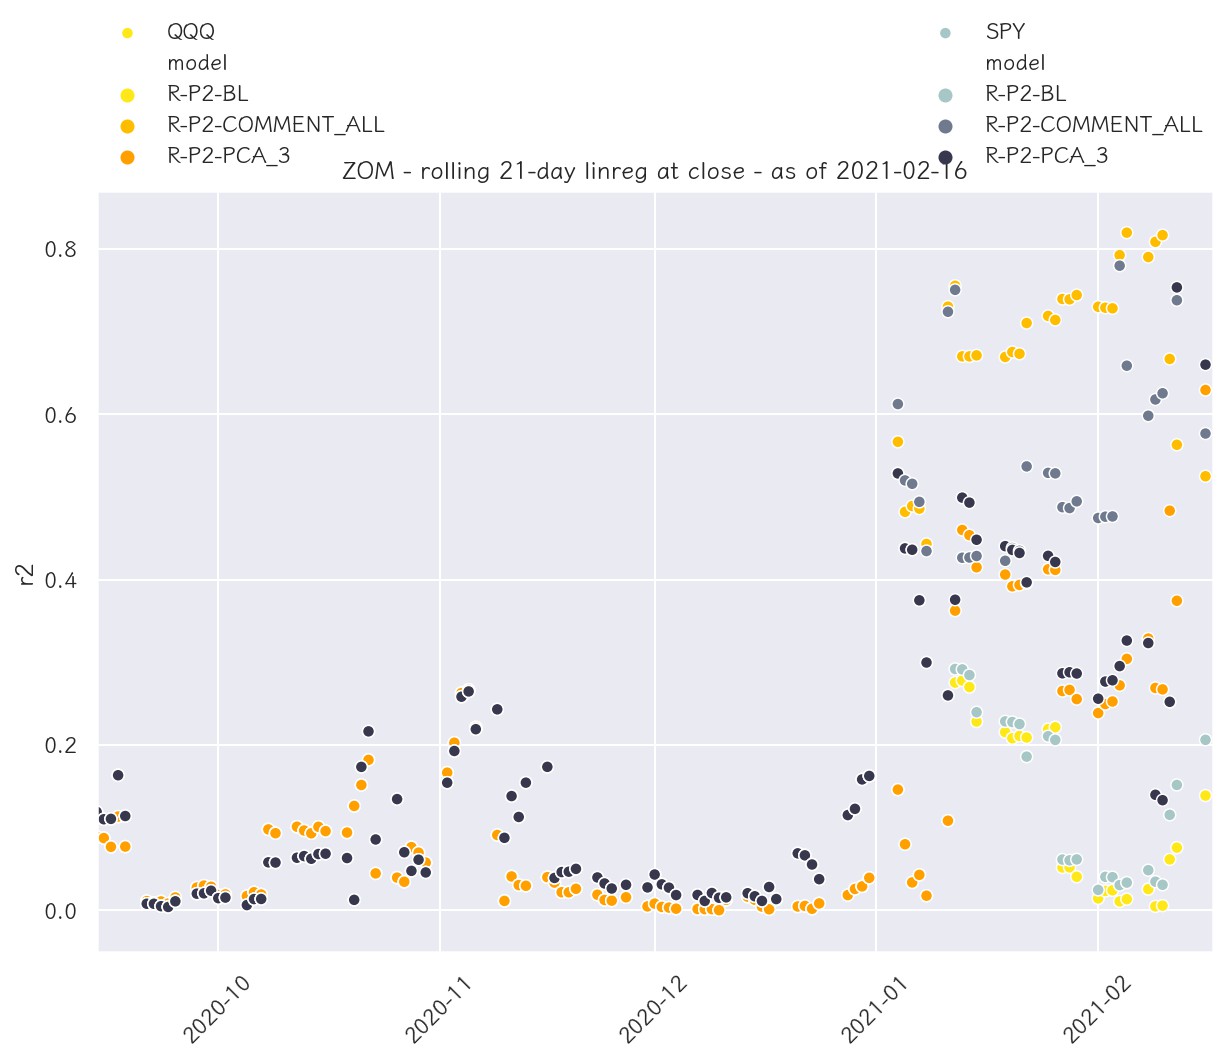 QQQ
model
R-P2-BL
R-P2-COMMENT_ALL
R-P2-PCA_3
SPY
model
R-P2-BL
R-P2-COMMENT_ALL
R-P2-PCA_3
ZOM - rolling 21-day linreg at close - as of 2021-02-16
0.8
0.6
0.4
0.2
0.0
r2
2020-10
2020-11
2020-12
2021-01
2021-02